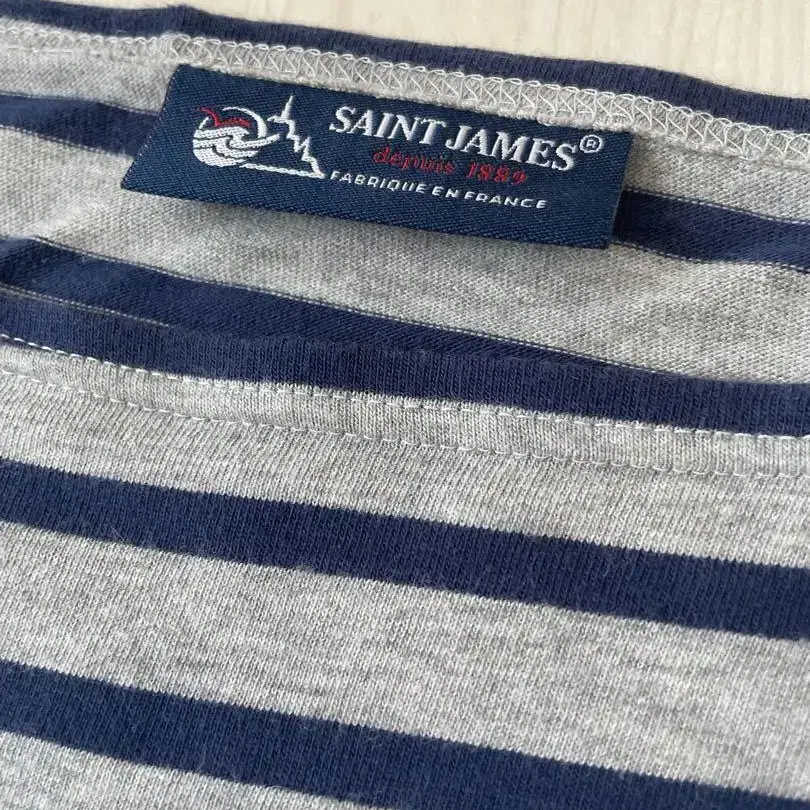 SAINT JAMES®
depuis 1889
FABRIQUE EN FRANCE